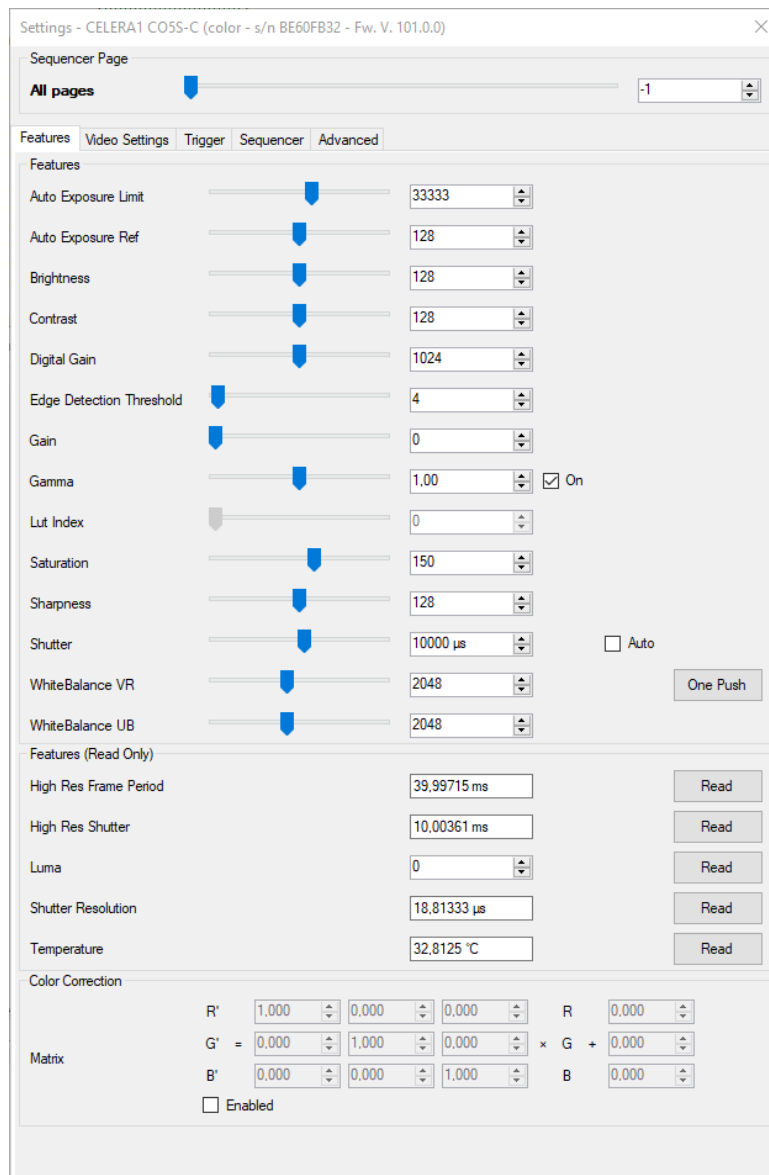 Settings - CELERA1 CO5S-C (color - s/n BE60FB32 - Fw. V. 101.0.0)
Sequencer Page
All pages -1
Features Video Settings Trigger Sequencer Advanced
Features
Auto Exposure Limit 33333
Auto Exposure Ref 128
Brightness 128
Contrast 128
Digital Gain 1024
Edge Detection Threshold 4
Gain 0
Gamma 1,00 On
Lut Index 0
Saturation 150
Sharpness 128
Shutter 10000 µs Auto
WhiteBalance VR 2048 One Push
WhiteBalance UB 2048
Features (Read Only)
High Res Frame Period 39,99715 ms Read
High Res Shutter 10,00361 ms Read
Luma 0 Read
Shutter Resolution 18,81333 µs Read
Temperature 32,8125 °C Read
Color Correction
R' 1,000 0,000 0,000 R 0,000
G' = 0,000 1,000 0,000 × G + 0,000
Matrix
B' 0,000 0,000 1,000 B 0,000
Enabled